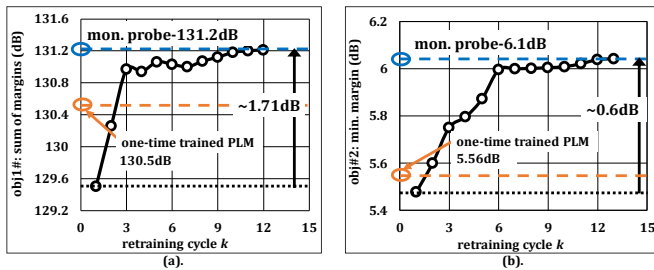 131.6
131.2
130.8
130.4
130
129.6
129.2
obj1#: sum of margins (dB)
mon. probe-131.2dB
~1.71dB
one-time trained PLM
130.5dB
0 3 6 9 12 15
retraining cycle k
(a).
6.2
6
5.8
5.6
5.4
obj#2: min. margin (dB)
mon. probe-6.1dB
~0.6dB
one-time trained PLM
5.56dB
0 3 6 9 12 15
retraining cycle k
(b).